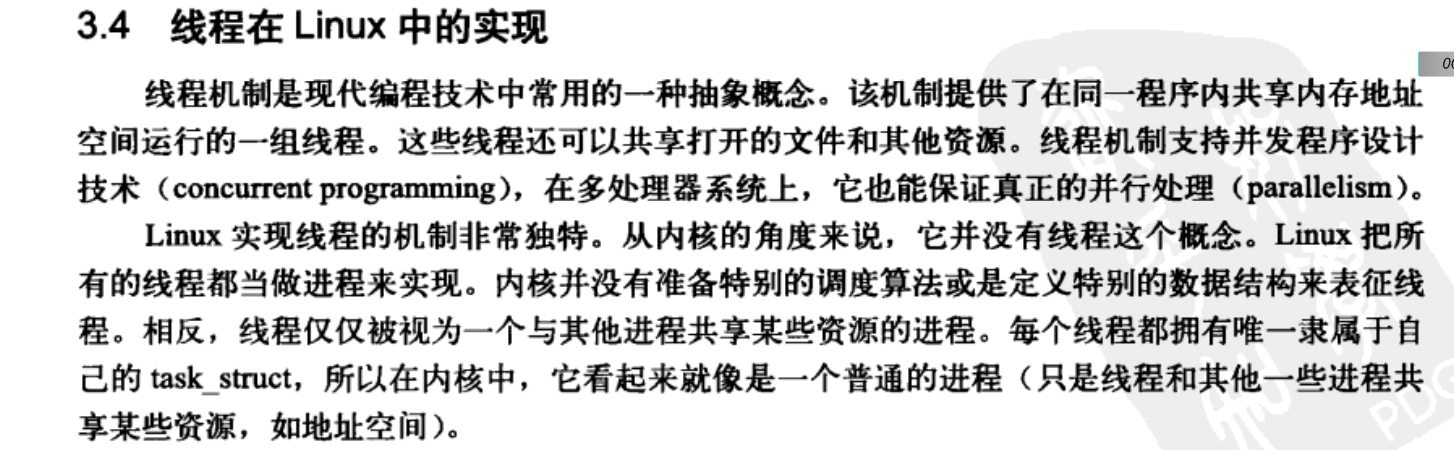 3.4 线程在 Linux 中的实现
线程机制是现代编程技术中常用的一种抽象概念。该机制提供了在同一程序内共享内存地址
空间运行的一组线程。这些线程还可以共享打开的文件和其他资源。线程机制支持并发程序设计
技术（concurrent programming），在多处理器系统上，它也能保证真正的并行处理（parallelism）。
Linux 实现线程的机制非常独特。从内核的角度来说，它并没有线程这个概念。Linux 把所
有的线程都当做进程来实现。内核并没有准备特别的调度算法或是定义特别的数据结构来表征线
程。相反，线程仅仅被视为一个与其他进程共享某些资源的进程。每个线程都拥有唯一隶属于自
己的 task_struct，所以在内核中，它看起来就像是一个普通的进程（只是线程和其他一些进程共
享某些资源，如地址空间）。
PDG